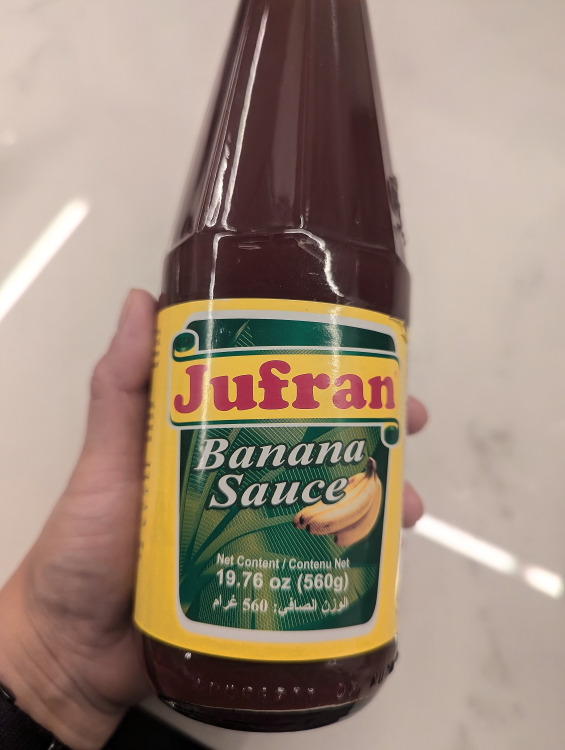 Jufran
Banana
Sauce
Net Content / Contenu Net
19.76 oz (560g)
الوزن الصافي: 560 غرام